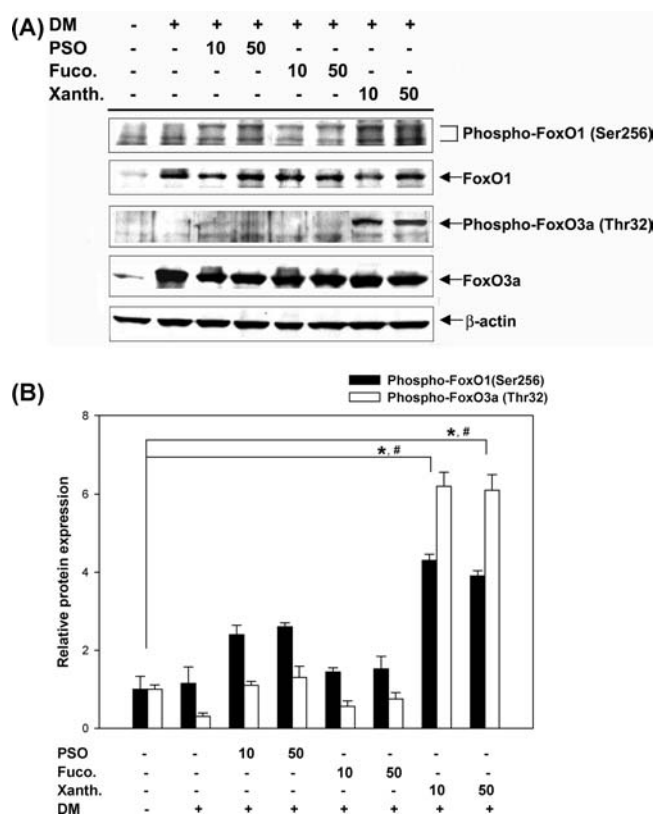 (A) DM - + + + + + + +
PSO - - 10 50 - - - -
Fuco. - - - - 10 50 - -
Xanth. - - - - - - 10 50
Phospho-FoxO1 (Ser256)
FoxO1
Phospho-FoxO3a (Thr32)
FoxO3a
β-actin
(B)
Phospho-FoxO1(Ser256)
Phospho-FoxO3a (Thr32)
8
*, #
*, #
6
4
2
0
Relative protein expression
PSO - - 10 50 - - - -
Fuco. - - - - 10 50 - -
Xanth. - - - - - - 10 50
DM - + + + + + + +